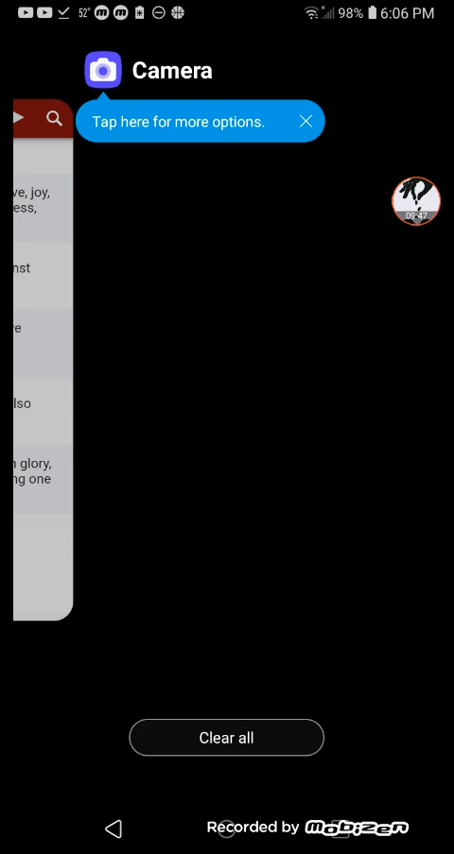 52° 98% 6:06 PM
Camera
Tap here for more options.
ve, joy,
ess,
09:47
nst
e
lso
n glory,
ng one
Clear all
Recorded by Mobizen